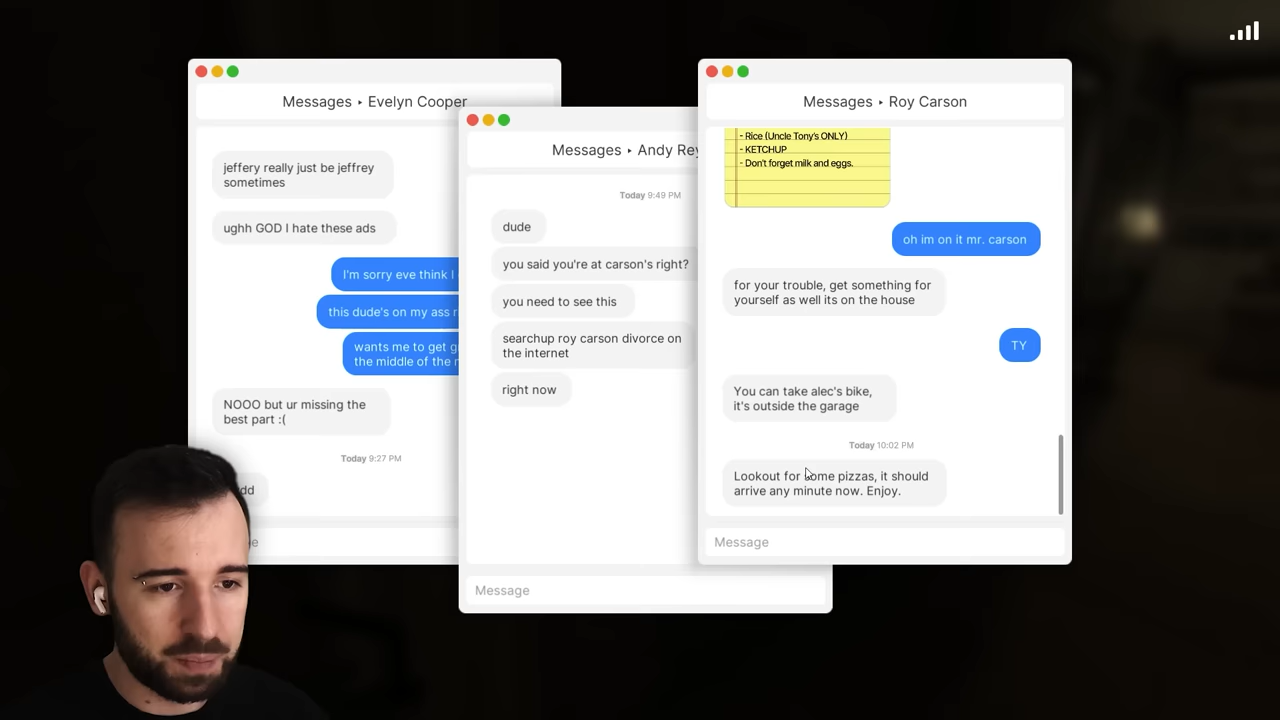 Messages ‣ Evelyn Cooper
jeffery really just be jeffrey
sometimes
ughh GOD I hate these ads
I'm sorry eve think I
this dude's on my ass
wants me to get
the middle of the
NOOO but ur missing the
best part :(
Today 9:27 PM
Messages ‣ Andy
Today 9:49 PM
dude
you said you're at carson's right?
you need to see this
searchup roy carson divorce on
the internet
right now
Message
Messages ‣ Roy Carson
- Rice (Uncle Tony's ONLY)
- KETCHUP
- Don't forget milk and eggs.
oh im on it mr. carson
for your trouble, get something for
yourself as well its on the house
TY
You can take alec's bike,
it's outside the garage
Today 10:02 PM
Lookout for some pizzas, it should
arrive any minute now. Enjoy.
Message